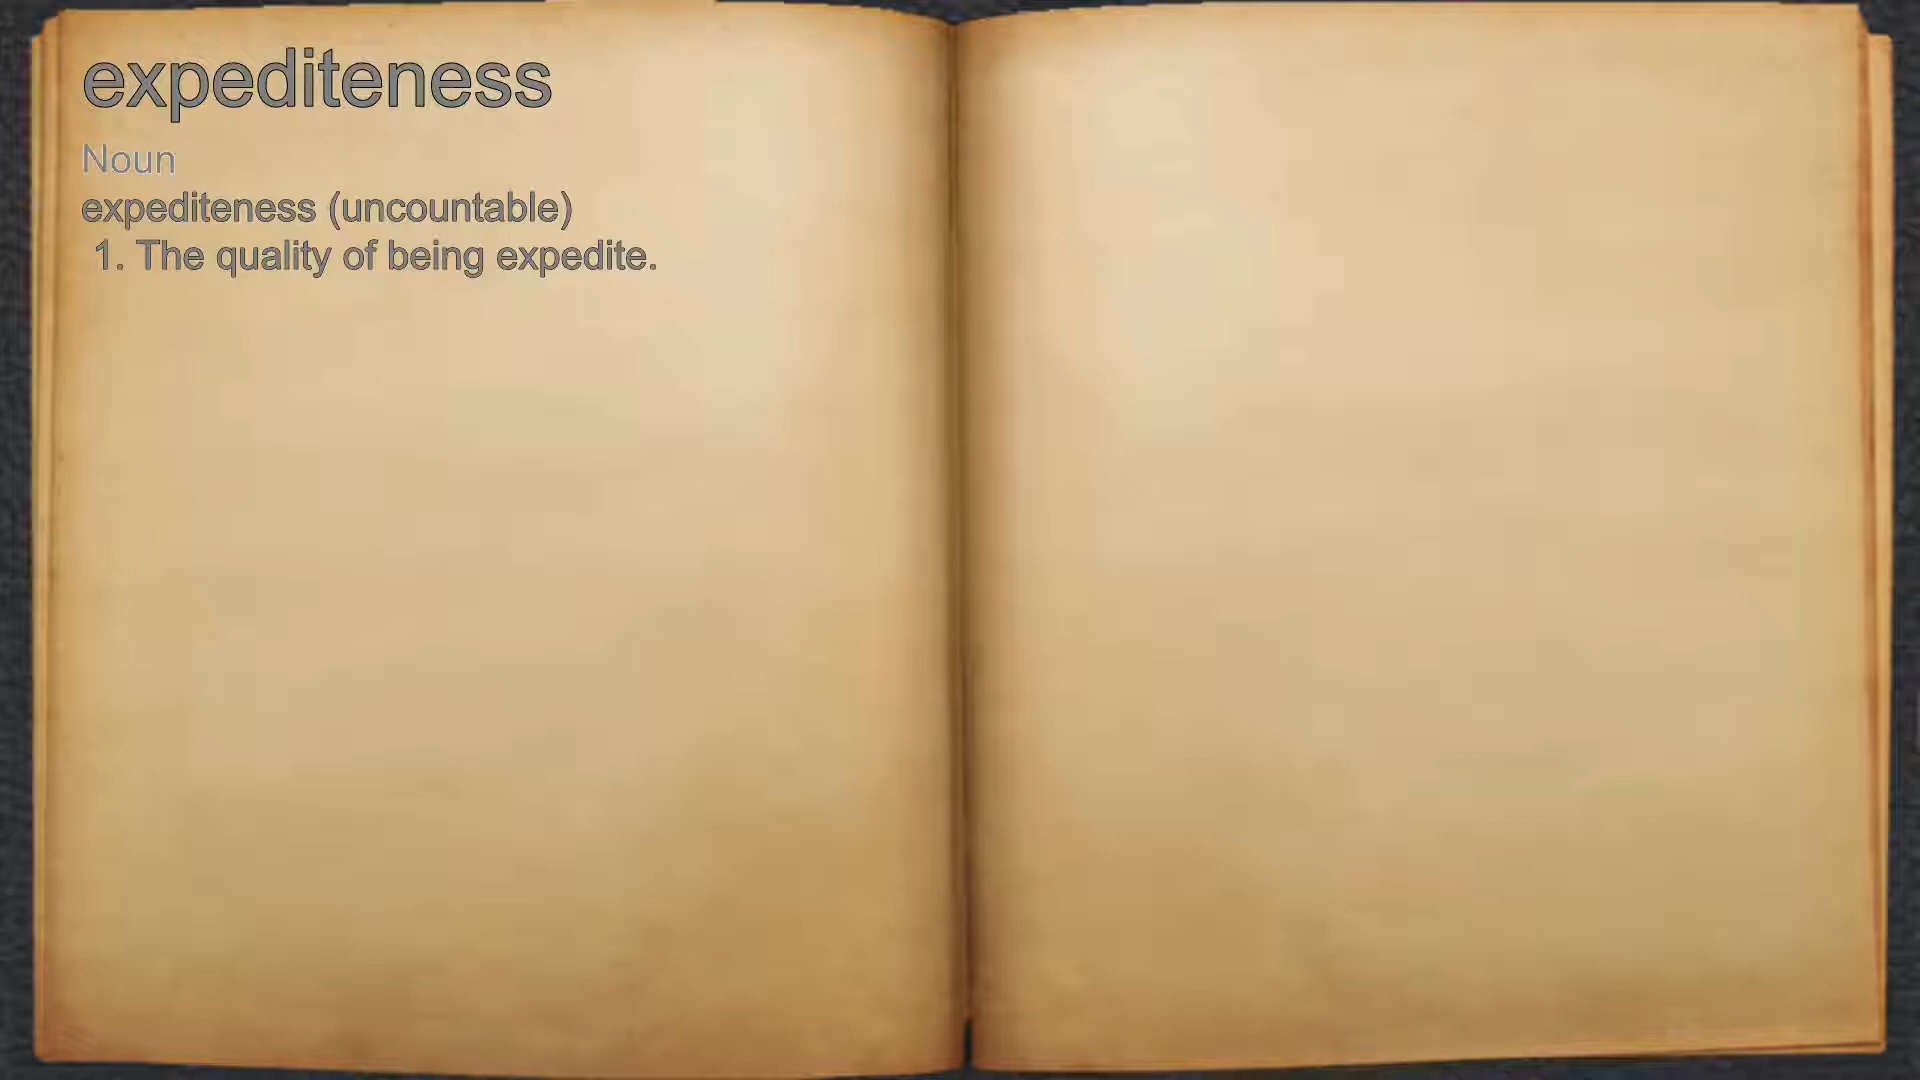 expediteness
Noun
expediteness (uncountable)
1. The quality of being expedite.